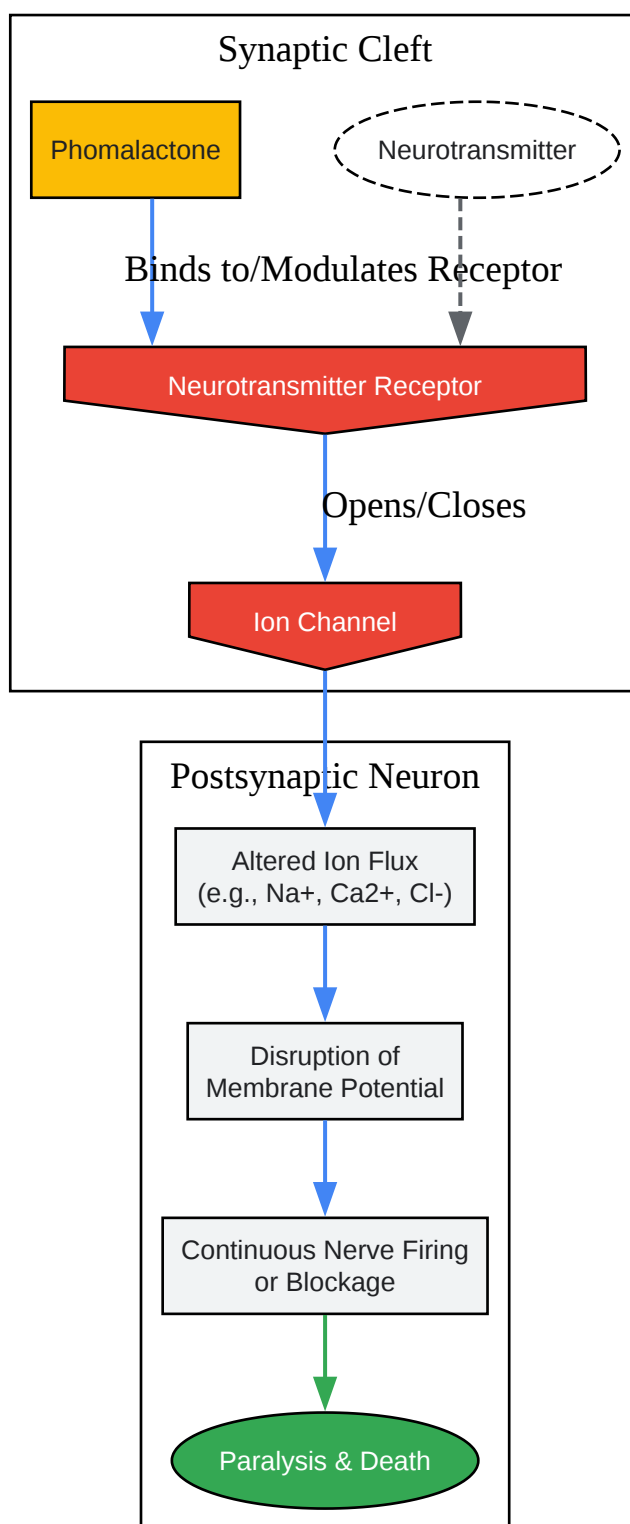 Synaptic Cleft
Phomalactone
Neurotransmitter
Binds to/Modulates Receptor
Neurotransmitter Receptor
Opens/Closes
Ion Channel
Postsynaptic Neuron
Altered Ion Flux
(e.g., Na+, Ca2+, Cl-)
Disruption of
Membrane Potential
Continuous Nerve Firing
or Blockage
Paralysis & Death